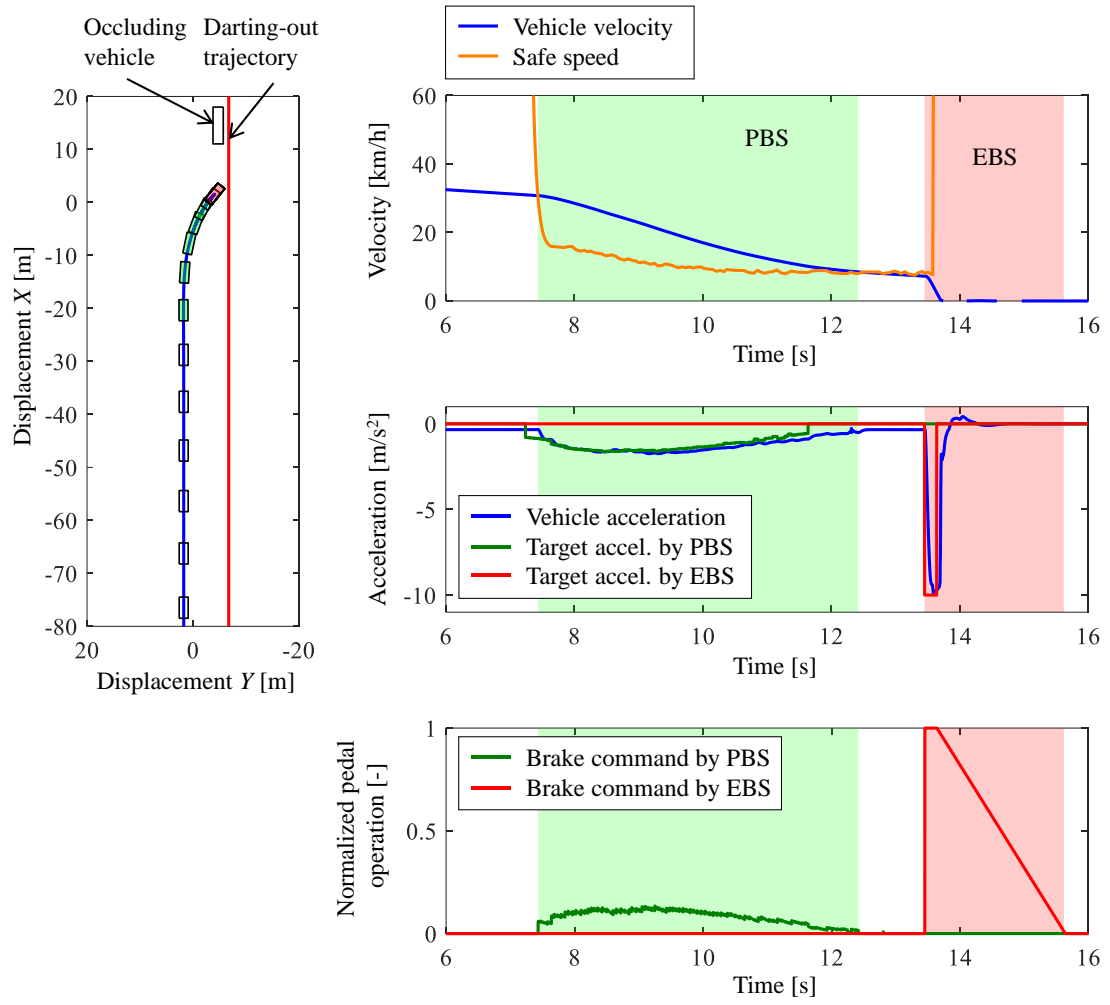 Occluding
vehicle
Darting-out
trajectory
20
10
0
-10
-20
-30
-40
-50
-60
-70
-80
20
0
-20
Displacement X [m]
Displacement Y [m]
Vehicle velocity
Safe speed
PBS
EBS
60
40
20
0
Velocity [km/h]
6
8
10
12
14
16
Time [s]
0
-5
-10
Acceleration [m/s²]
Vehicle acceleration
Target accel. by PBS
Target accel. by EBS
6
8
10
12
14
16
Time [s]
1
0.5
0
Normalized pedal
operation [-]
Brake command by PBS
Brake command by EBS
6
8
10
12
14
16
Time [s]